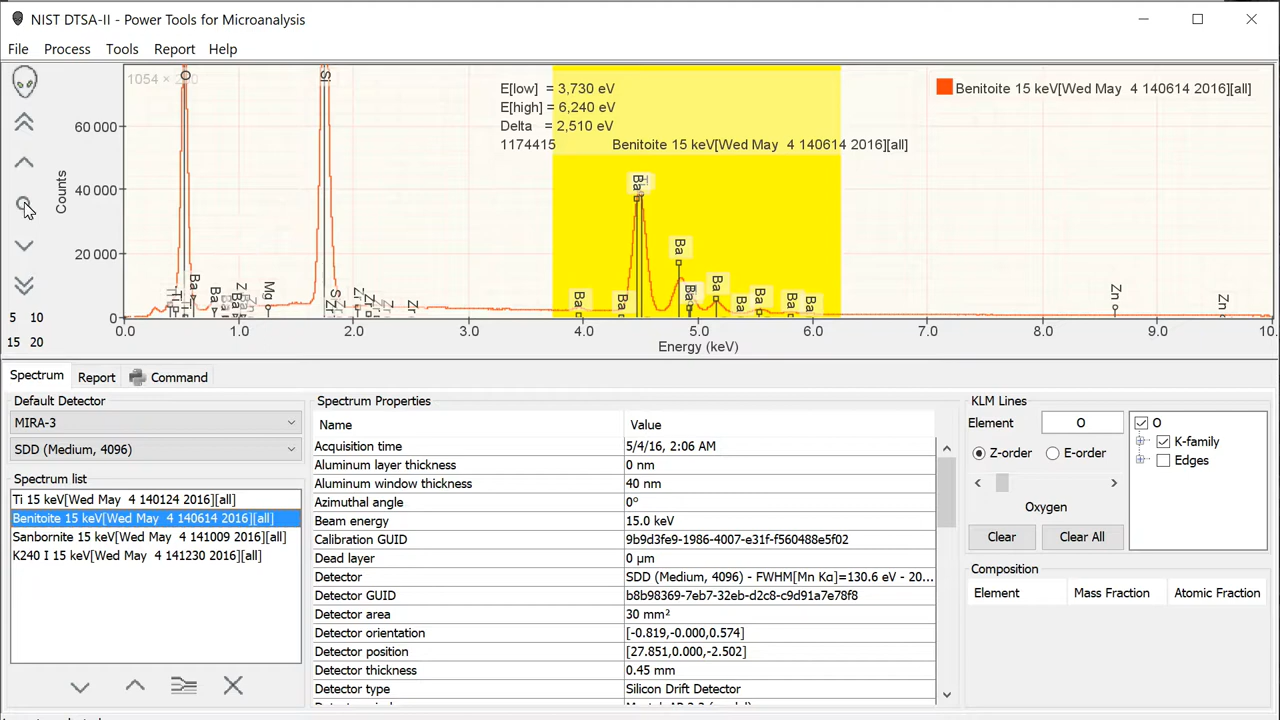 NIST DTSA-II - Power Tools for Microanalysis
File Process Tools Report Help
E[low] = 3,730 eV
E[high] = 6,240 eV
Delta = 2,510 eV
1174415 Benitoite 15 keV[Wed May 4 140614 2016][all]
Benitoite 15 keV[Wed May 4 140614 2016][all]
Counts
60 000
40 000
20 000
0
O
Si
Ba
Ba
Ba
Mg
Zr
Ba
Ba
Ba
Ba
Ba
Ba
Ba
Ba
Ba
Ba
Zn
Zn
0.0 1.0 2.0 3.0 4.0 5.0 6.0 7.0 8.0 9.0 10.
Energy (keV)
5 10
15 20
Spectrum Report Command
Default Detector
MIRA-3
SDD (Medium, 4096)
Spectrum list
Ti 15 keV[Wed May 4 140124 2016][all]
Benitoite 15 keV[Wed May 4 140614 2016][all]
Sanbornite 15 keV[Wed May 4 141009 2016][all]
K240 I 15 keV[Wed May 4 141230 2016][all]
Spectrum Properties
Name Value
Acquisition time 5/4/16, 2:06 AM
Aluminum layer thickness 0 nm
Aluminum window thickness 40 nm
Azimuthal angle 0°
Beam energy 15.0 keV
Calibration GUID 9b9d3fe9-1986-4007-e31f-f560488e5f02
Dead layer 0 µm
Detector SDD (Medium, 4096) - FWHM[Mn Kα]=130.6 eV - 20...
Detector GUID b8b98369-7eb7-32eb-d2c8-c9d91a7e78f8
Detector area 30 mm²
Detector orientation [-0.819,-0.000,0.574]
Detector position [27.851,0.000,-2.502]
Detector thickness 0.45 mm
Detector type Silicon Drift Detector
KLM Lines
Element O
Z-order E-order
Oxygen
Clear Clear All
O
K-family
Edges
Composition
Element Mass Fraction Atomic Fraction